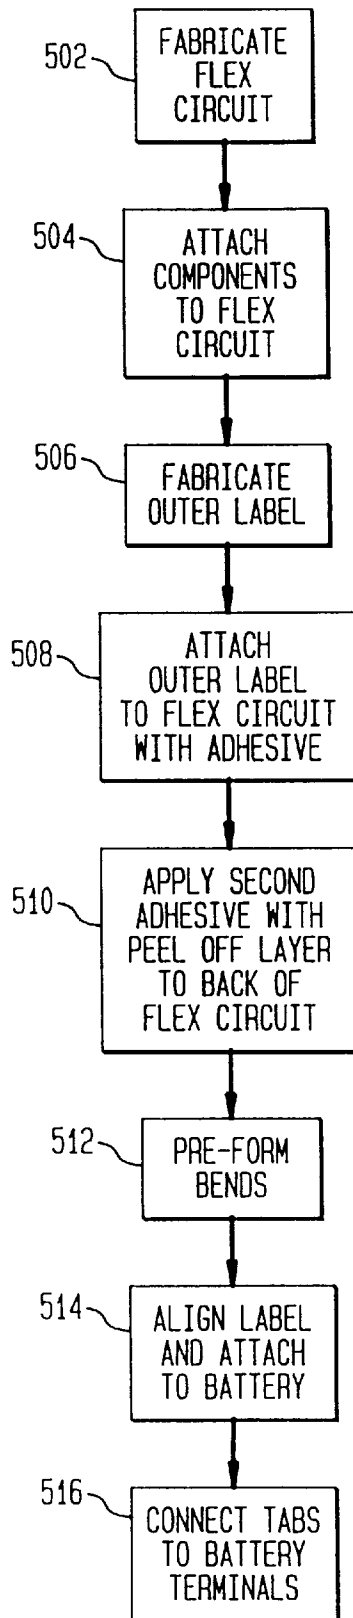 502
FABRICATE
FLEX
CIRCUIT
504
ATTACH
COMPONENTS
TO FLEX
CIRCUIT
506
FABRICATE
OUTER LABEL
508
ATTACH
OUTER LABEL
TO FLEX CIRCUIT
WITH ADHESIVE
510
APPLY SECOND
ADHESIVE WITH
PEEL OFF LAYER
TO BACK OF
FLEX CIRCUIT
512
PRE-FORM
BENDS
514
ALIGN LABEL
AND ATTACH
TO BATTERY
516
CONNECT TABS
TO BATTERY
TERMINALS